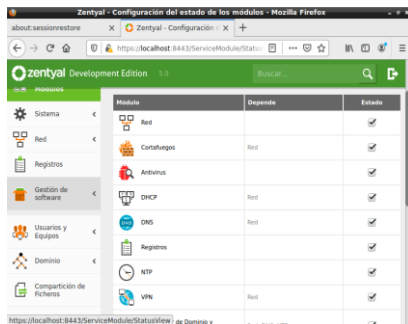 Zentyal - Configuración del estado de los módulos - Mozilla Firefox
about:sessionrestore
Zentyal - Configuración
https://localhost:8443/ServiceModule/Status
zentyal Development Edition 3.0
Buscar...
Módulos
Sistema
Red
Registros
Gestión de
software
Usuarios y
Equipos
Dominio
Compartición de
Ficheros
Módulo Depende Estado
Red
Cortafuegos Red
Antivirus
DHCP Red
DNS Red
Registros
NTP
VPN Red
de Dominio y
https://localhost:8443/ServiceModule/StatusView